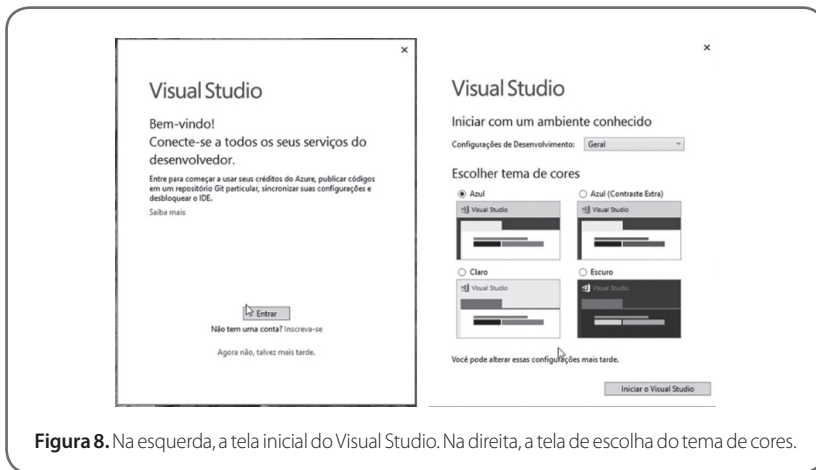 ×
Visual Studio
Bem-vindo!
Conecte-se a todos os seus serviços do
desenvolvedor.
Entre para começar a usar seus créditos do Azure, publicar códigos
em um repositório Git particular, sincronizar suas configurações e
desbloquear o IDE.
Saiba mais
Entrar
Não tem uma conta? Inscreva-se
Agora não, talvez mais tarde.
×
Visual Studio
Iniciar com um ambiente conhecido
Configurações de Desenvolvimento: Geral
Escolher tema de cores
Azul
Azul (Contraste Extra)
Visual Studio
Visual Studio
Claro
Escuro
Visual Studio
Visual Studio
Você pode alterar essas configurações mais tarde.
Iniciar o Visual Studio
Figura 8. Na esquerda, a tela inicial do Visual Studio. Na direita, a tela de escolha do tema de cores.